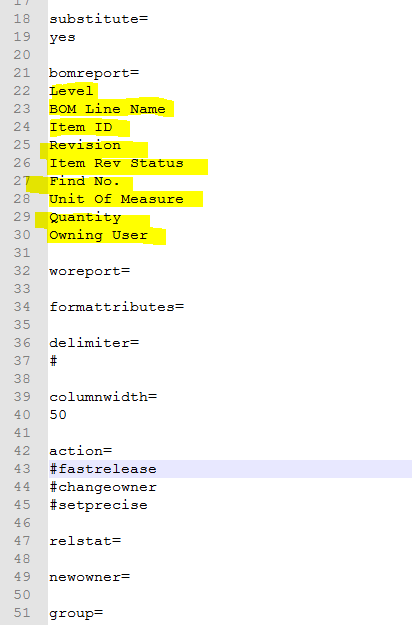 17
18 substitute=
19 yes
20
21 bomreport=
22 Level
23 BOM Line Name
24 Item ID
25 Revision
26 Item Rev Status
27 Find No.
28 Unit Of Measure
29 Quantity
30 Owning User
31
32 woreport=
33
34 formattributes=
35
36 delimiter=
37 #
38
39 columnwidth=
40 50
41
42 action=
43 #fastrelease
44 #changeowner
45 #setprecise
46
47 relstat=
48
49 newowner=
50
51 group=